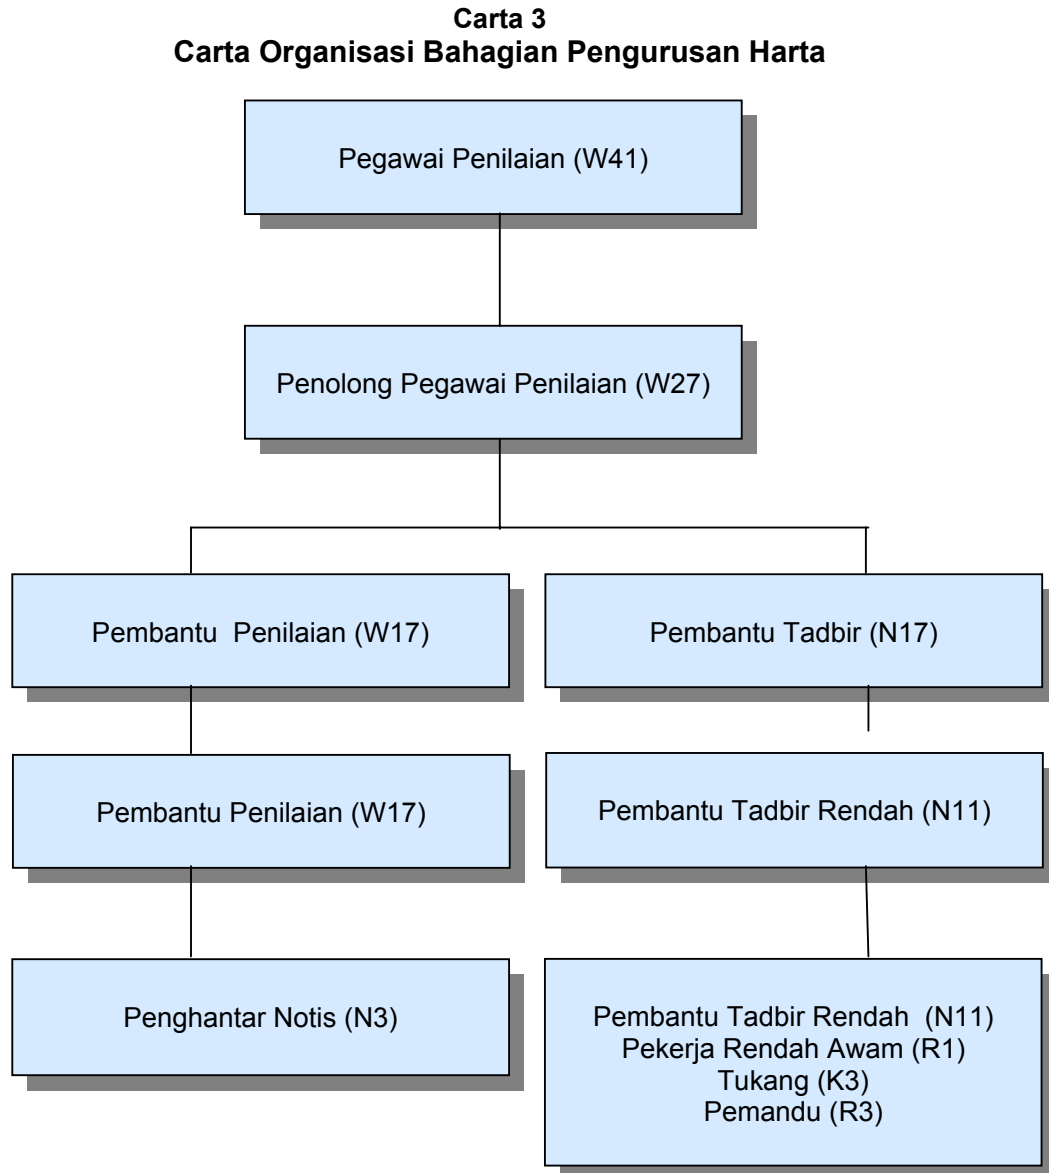 Carta 3
Carta Organisasi Bahagian Pengurusan Harta
Pegawai Penilaian (W41)
Penolong Pegawai Penilaian (W27)
Pembantu  Penilaian (W17)
Pembantu Tadbir (N17)
Pembantu Penilaian (W17)
Pembantu Tadbir Rendah (N11)
Penghantar Notis (N3)
Pembantu Tadbir Rendah  (N11)
Pekerja Rendah Awam (R1)
Tukang (K3)
Pemandu (R3)